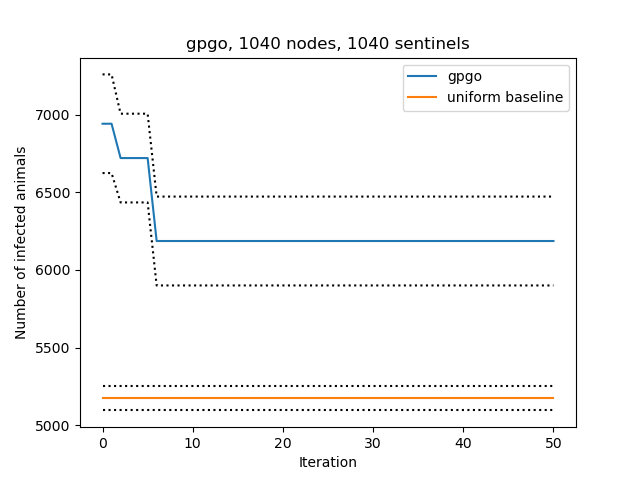 gpgo, 1040 nodes, 1040 sentinels
gpgo
uniform baseline
Number of infected animals
7000
6500
6000
5500
5000
0 10 20 30 40 50
Iteration